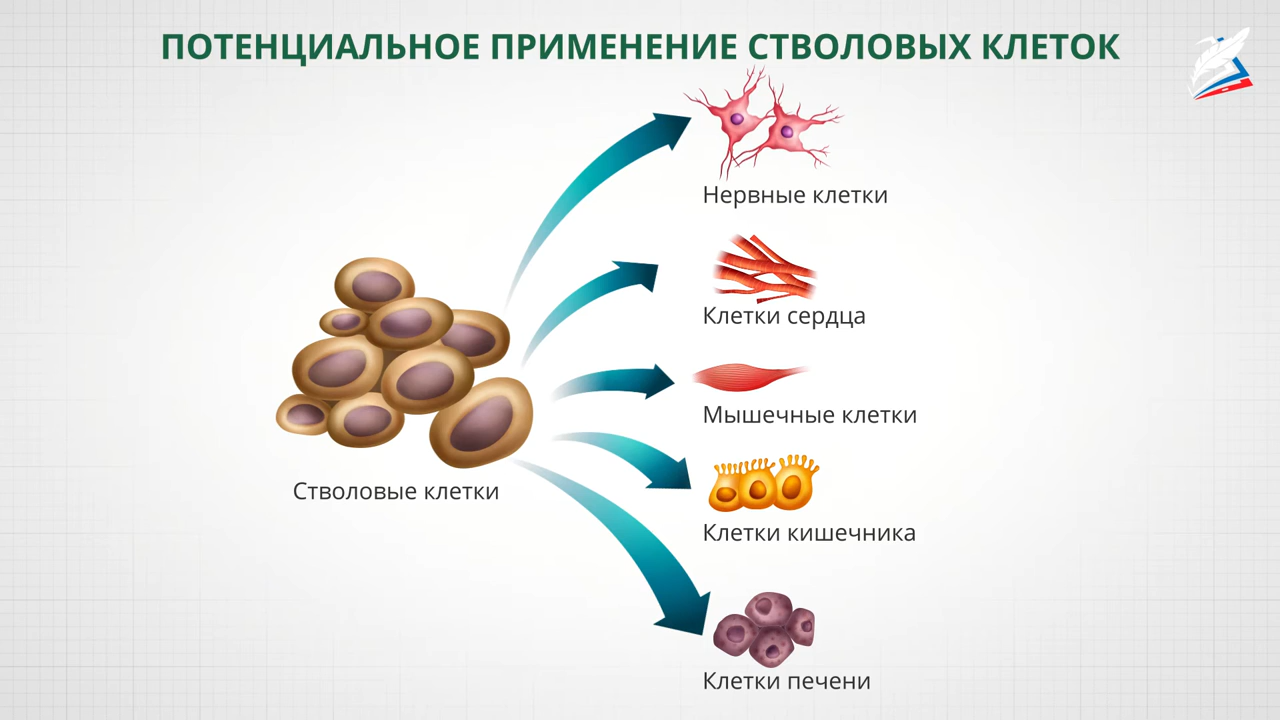 ПОТЕНЦИАЛЬНОЕ ПРИМЕНЕНИЕ СТВОЛОВЫХ КЛЕТОК
Нервные клетки
Клетки сердца
Мышечные клетки
Стволовые клетки
Клетки кишечника
Клетки печени